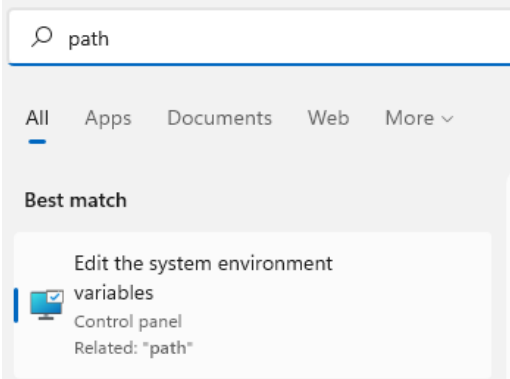 path
All Apps Documents Web More
Best match
Edit the system environment
variables
Control panel
Related: "path"